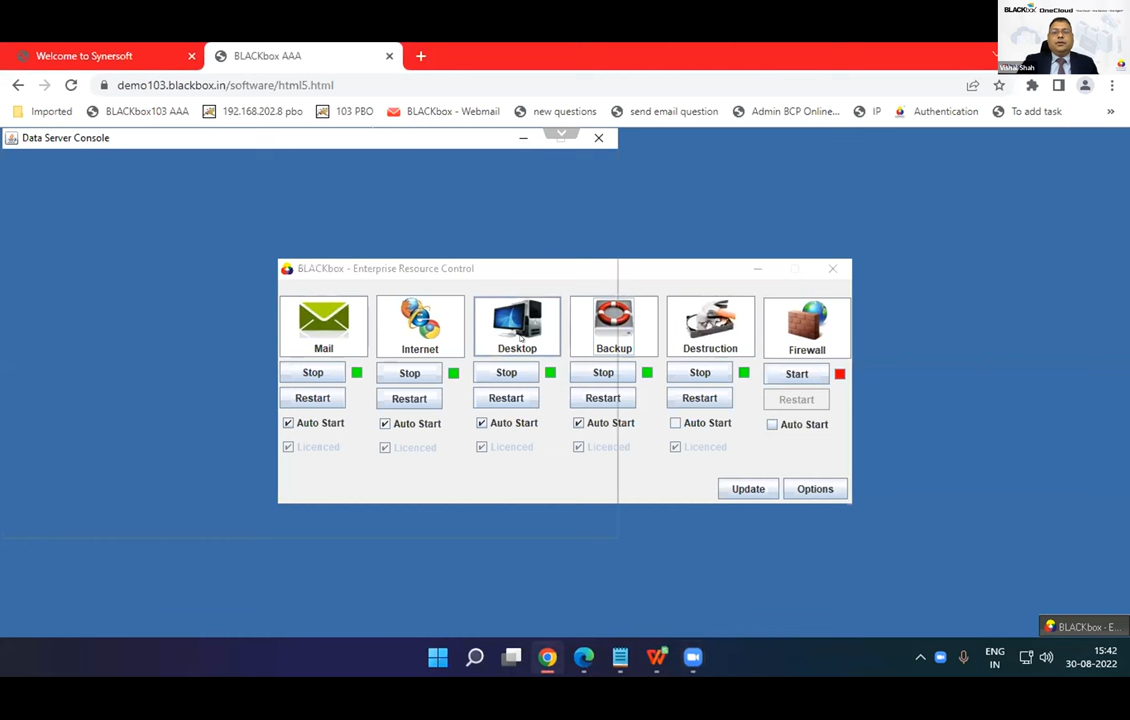 BLACKbox OneCloud
Vishal Shah
Welcome to Synersoft
BLACKbox AAA
demo103.blackbox.in/software/html5.html
Imported
BLACKbox103 AAA
192.168.202.8 pbo
103 PBO
BLACKbox - Webmail
new questions
send email question
Admin BCP Online...
IP
Authentication
To add task
Data Server Console
BLACKbox - Enterprise Resource Control
Mail Internet Desktop Backup Destruction Firewall
Stop Stop Stop Stop Stop Start
Restart Restart Restart Restart Restart Restart
Auto Start Auto Start Auto Start Auto Start Auto Start Auto Start
Licenced Licenced Licenced Licenced Licenced
Update Options
BLACKbox - E...
ENG
IN
15:42
30-08-2022